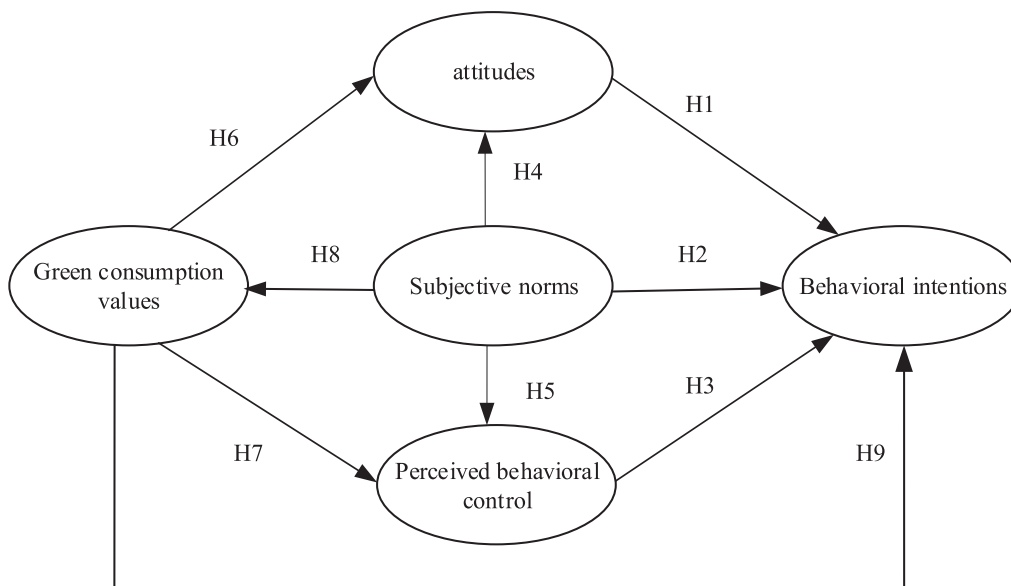 attitudes
H1
H6
H4
Green consumption
values
H8
Subjective norms
H2
Behavioral intentions
H5
H3
H7
Perceived behavioral
control
H9